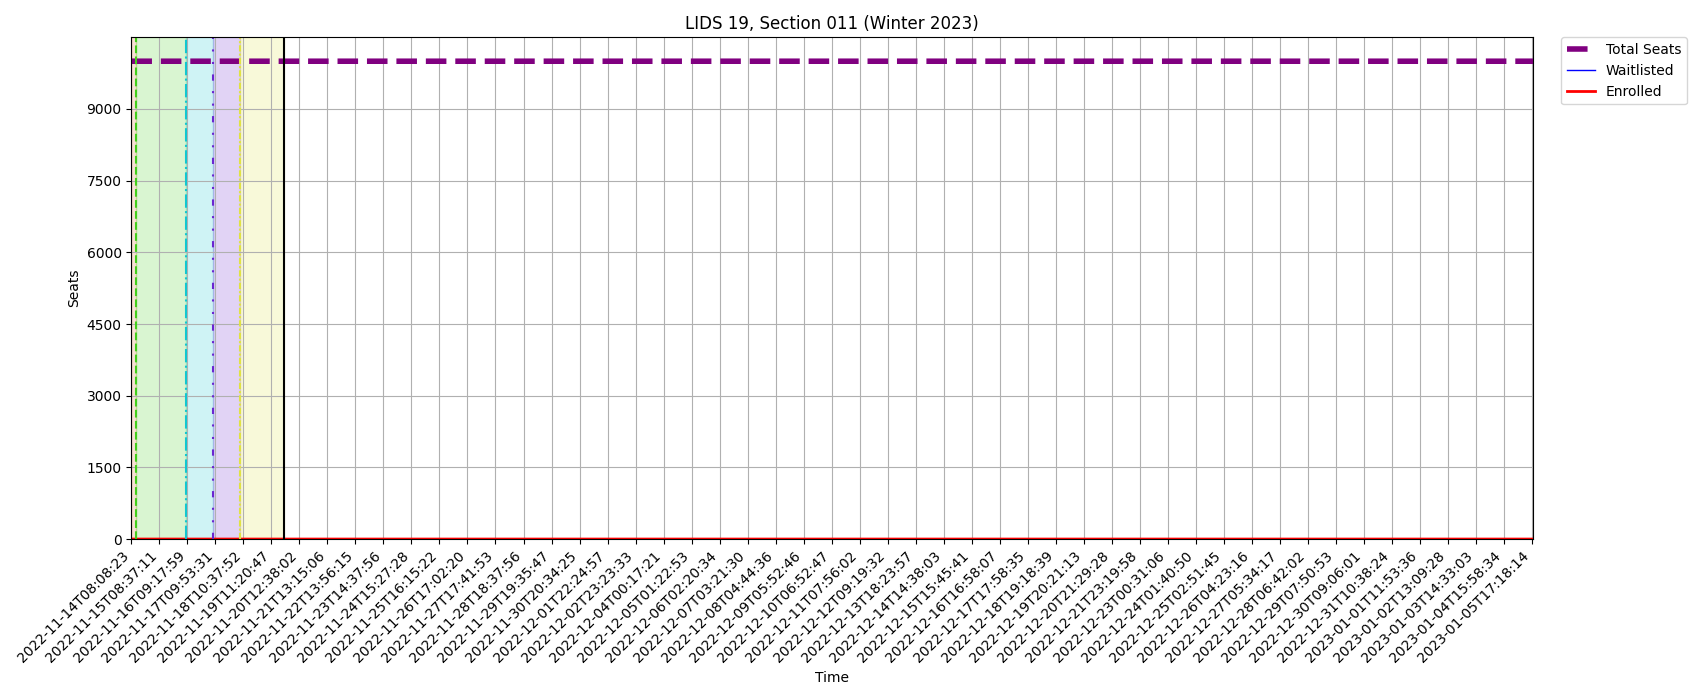 LIDS 19, Section 011 (Winter 2023)
Total Seats
Waitlisted
Enrolled
Seats
9000
7500
6000
4500
3000
1500
0
2022-11-14T08:08:23
2022-11-15T08:37:11
2022-11-16T09:17:59
2022-11-17T09:53:31
2022-11-18T10:37:52
2022-11-19T11:20:47
2022-11-20T12:38:02
2022-11-21T13:15:06
2022-11-22T13:56:15
2022-11-23T14:37:56
2022-11-24T15:27:28
2022-11-25T16:15:22
2022-11-26T17:02:20
2022-11-27T17:41:53
2022-11-28T18:37:56
2022-11-29T19:35:47
2022-11-30T20:34:25
2022-12-01T22:24:57
2022-12-02T23:23:33
2022-12-04T00:17:21
2022-12-05T01:22:53
2022-12-06T02:20:34
2022-12-07T03:21:30
2022-12-08T04:44:36
2022-12-09T05:52:46
2022-12-10T06:52:47
2022-12-11T07:56:02
2022-12-12T09:19:32
2022-12-13T18:23:57
2022-12-14T14:38:03
2022-12-15T15:45:41
2022-12-16T16:58:07
2022-12-17T17:58:35
2022-12-18T19:18:39
2022-12-19T20:21:13
2022-12-20T21:29:28
2022-12-21T23:19:58
2022-12-23T00:31:06
2022-12-24T01:40:50
2022-12-25T02:51:45
2022-12-26T04:23:16
2022-12-27T05:34:17
2022-12-28T06:42:02
2022-12-29T07:50:53
2022-12-30T09:06:01
2022-12-31T10:38:24
2023-01-01T11:53:36
2023-01-02T13:09:28
2023-01-03T14:33:03
2023-01-04T15:58:34
2023-01-05T17:18:14
Time